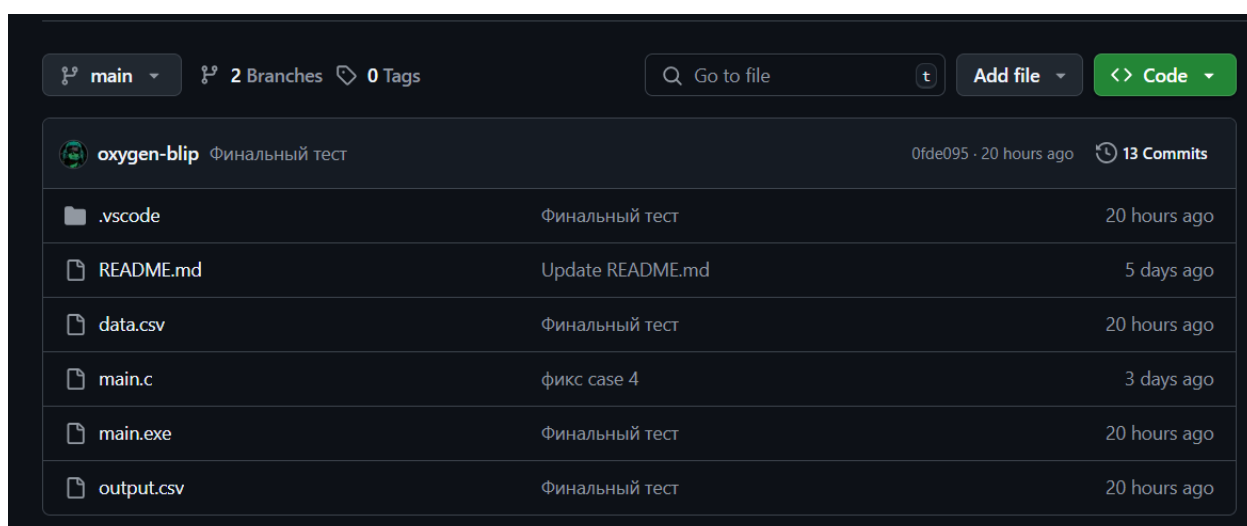 main 2 Branches 0 Tags Go to file t Add file <> Code
oxygen-blip Финальный тест 0fde095 · 20 hours ago 13 Commits
.vscode Финальный тест 20 hours ago
README.md Update README.md 5 days ago
data.csv Финальный тест 20 hours ago
main.c фикс case 4 3 days ago
main.exe Финальный тест 20 hours ago
output.csv Финальный тест 20 hours ago